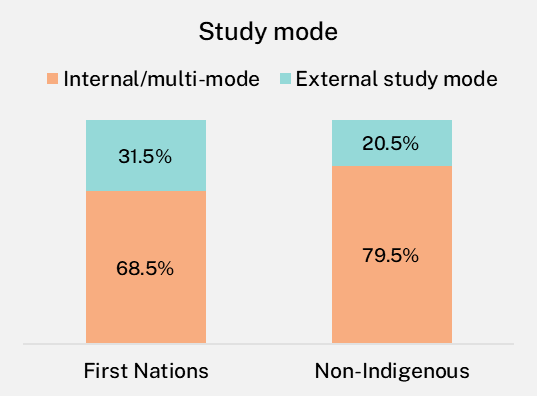 Study mode
Internal/multi-mode External study mode
31.5% 20.5%
68.5% 79.5%
First Nations Non-Indigenous